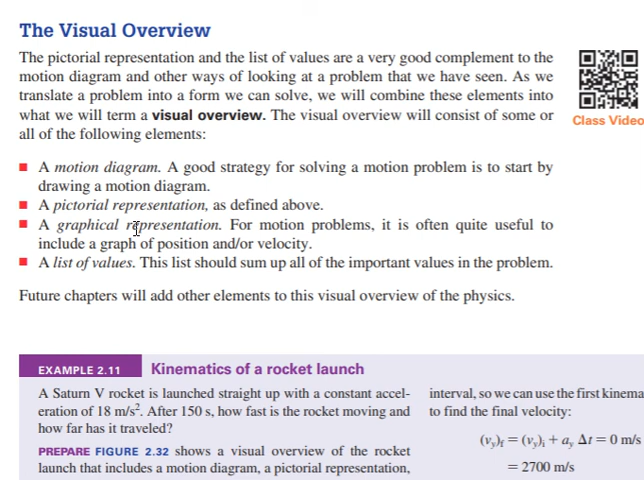 The Visual Overview
The pictorial representation and the list of values are a very good complement to the
motion diagram and other ways of looking at a problem that we have seen. As we
translate a problem into a form we can solve, we will combine these elements into
what we will term a visual overview. The visual overview will consist of some or
all of the following elements:
Class Video
■ A motion diagram. A good strategy for solving a motion problem is to start by
drawing a motion diagram.
■ A pictorial representation, as defined above.
■ A graphical representation. For motion problems, it is often quite useful to
include a graph of position and/or velocity.
■ A list of values. This list should sum up all of the important values in the problem.
Future chapters will add other elements to this visual overview of the physics.
EXAMPLE 2.11 Kinematics of a rocket launch
A Saturn V rocket is launched straight up with a constant accel-
eration of 18 m/s². After 150 s, how fast is the rocket moving and
how far has it traveled?
PREPARE FIGURE 2.32 shows a visual overview of the rocket
launch that includes a motion diagram, a pictorial representation,
interval, so we can use the first kinema
to find the final velocity:
(v_y)_f = (v_y)_i + a_y Δt = 0 m/s
= 2700 m/s